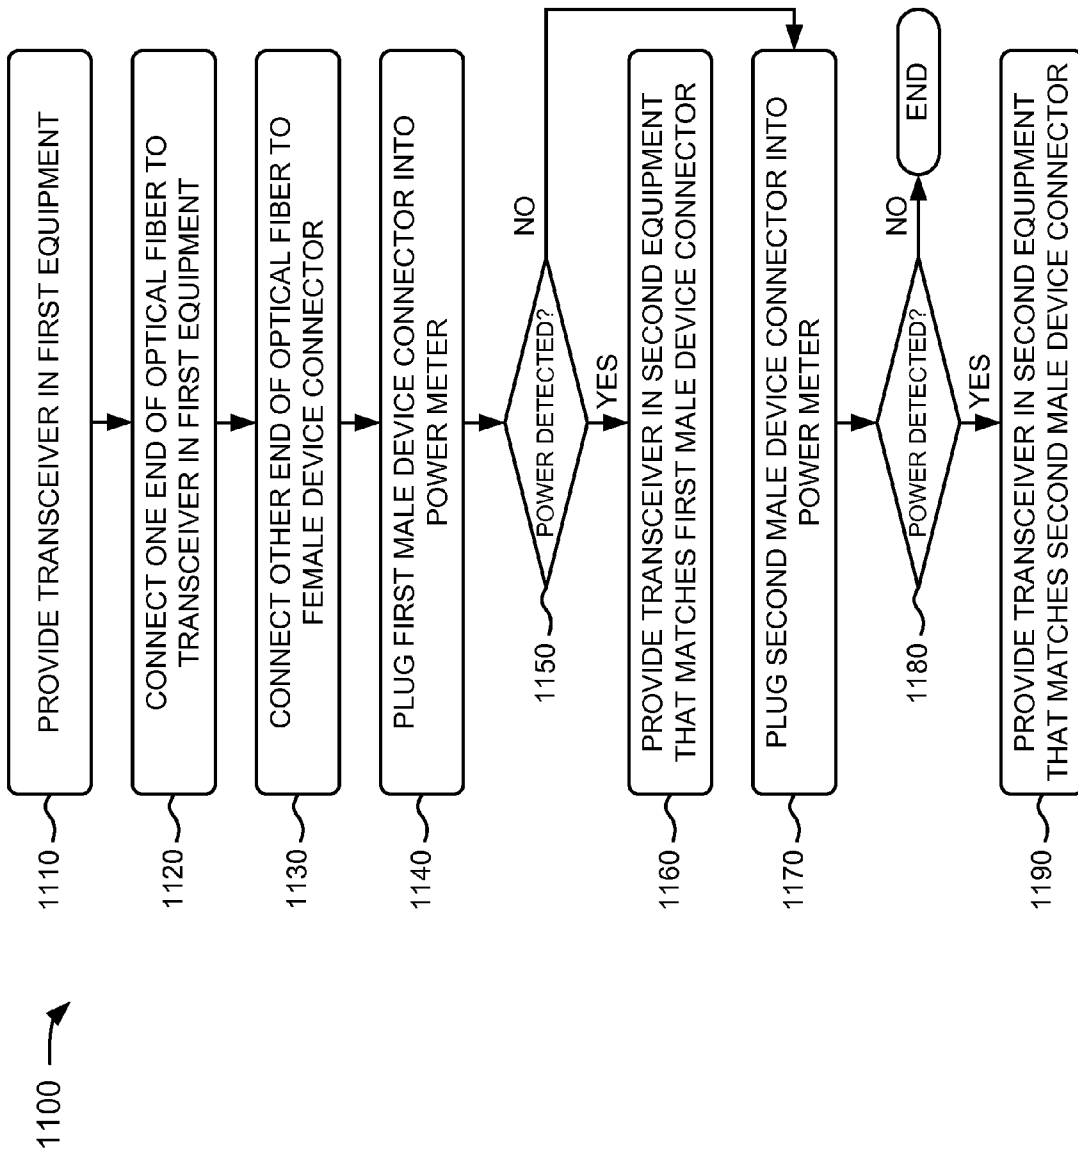 1100
1110
PROVIDE TRANSCEIVER IN FIRST EQUIPMENT
1120
CONNECT ONE END OF OPTICAL FIBER TO
TRANSCEIVER IN FIRST EQUIPMENT
1130
CONNECT OTHER END OF OPTICAL FIBER TO
FEMALE DEVICE CONNECTOR
1140
PLUG FIRST MALE DEVICE CONNECTOR INTO
POWER METER
1150
POWER DETECTED?
NO
YES
1160
PROVIDE TRANSCEIVER IN SECOND EQUIPMENT
THAT MATCHES FIRST MALE DEVICE CONNECTOR
1170
PLUG SECOND MALE DEVICE CONNECTOR INTO
POWER METER
1180
POWER DETECTED?
NO
END
YES
1190
PROVIDE TRANSCEIVER IN SECOND EQUIPMENT
THAT MATCHES SECOND MALE DEVICE CONNECTOR